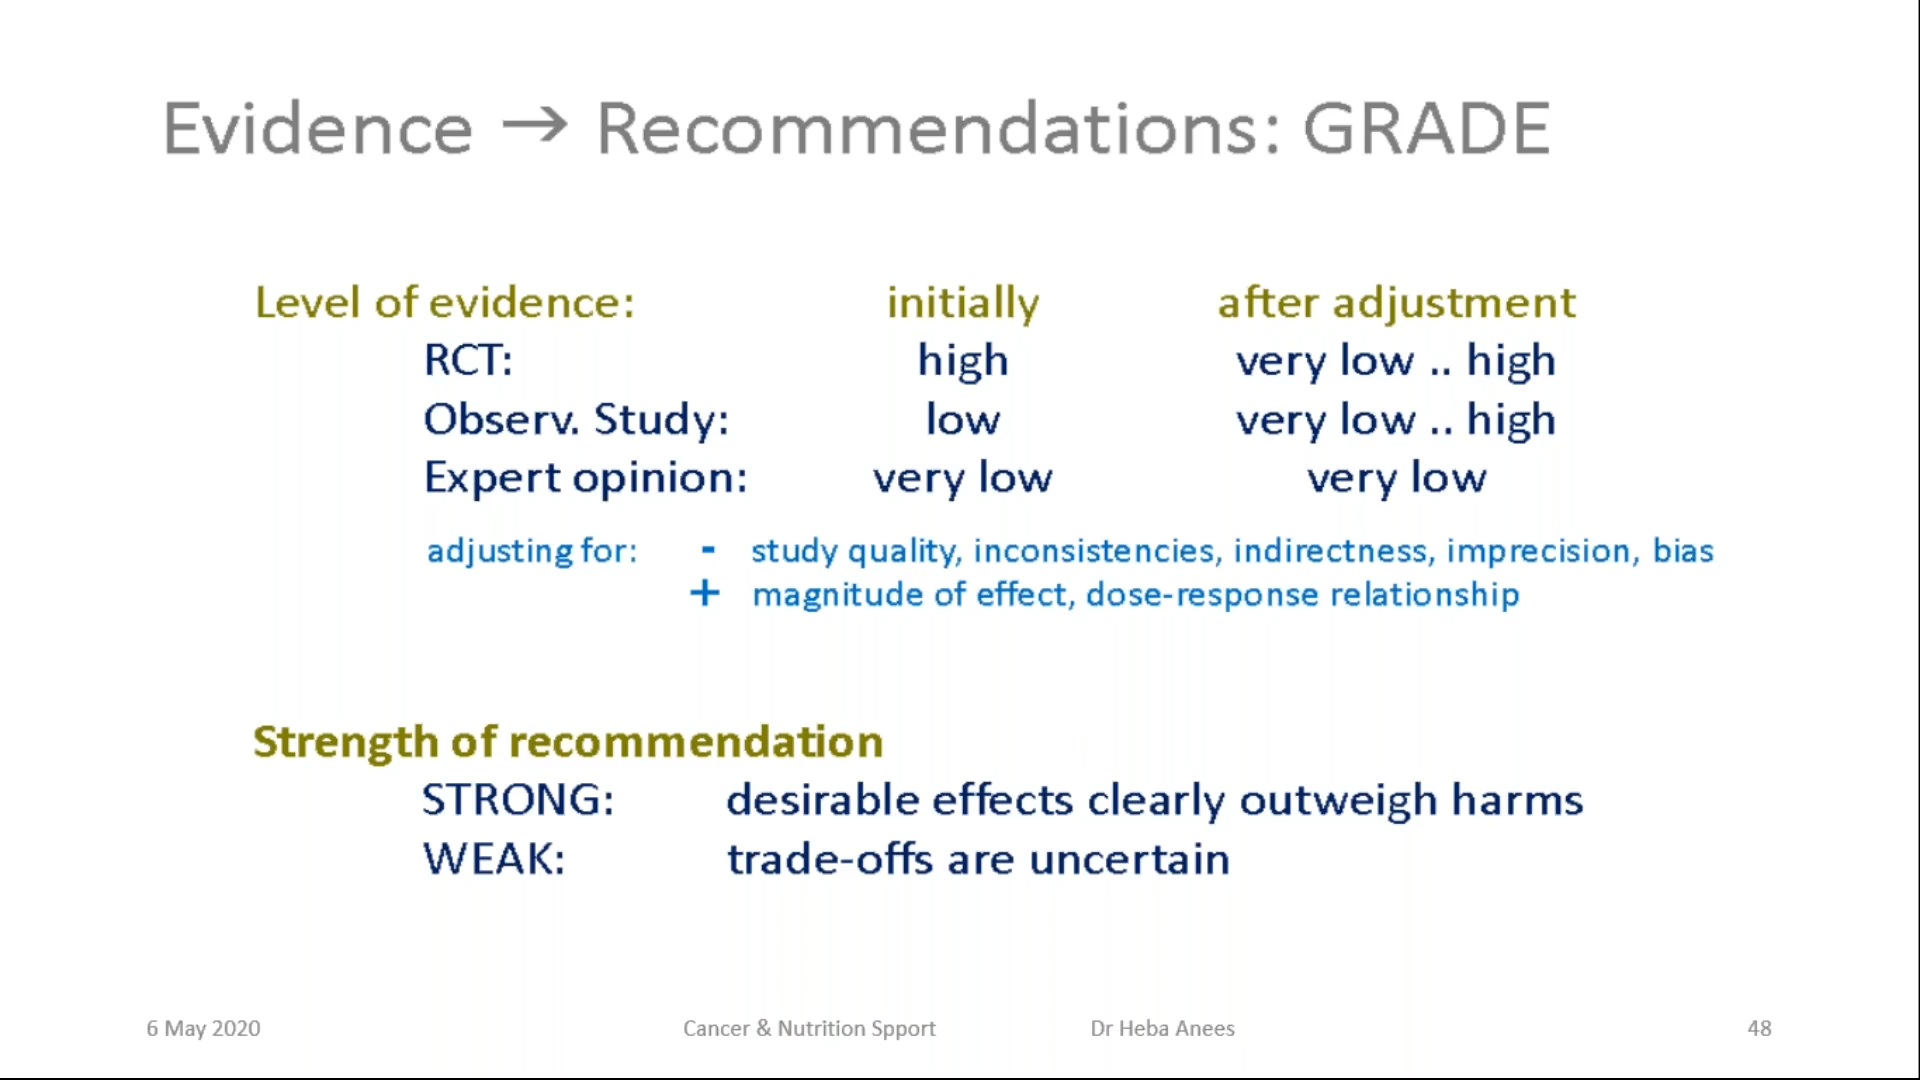 Evidence → Recommendations: GRADE
Level of evidence: initially after adjustment
RCT: high very low .. high
Observ. Study: low very low .. high
Expert opinion: very low very low
adjusting for: - study quality, inconsistencies, indirectness, imprecision, bias
+ magnitude of effect, dose-response relationship
Strength of recommendation
STRONG: desirable effects clearly outweigh harms
WEAK: trade-offs are uncertain
6 May 2020 Cancer & Nutrition Spport Dr Heba Anees 48